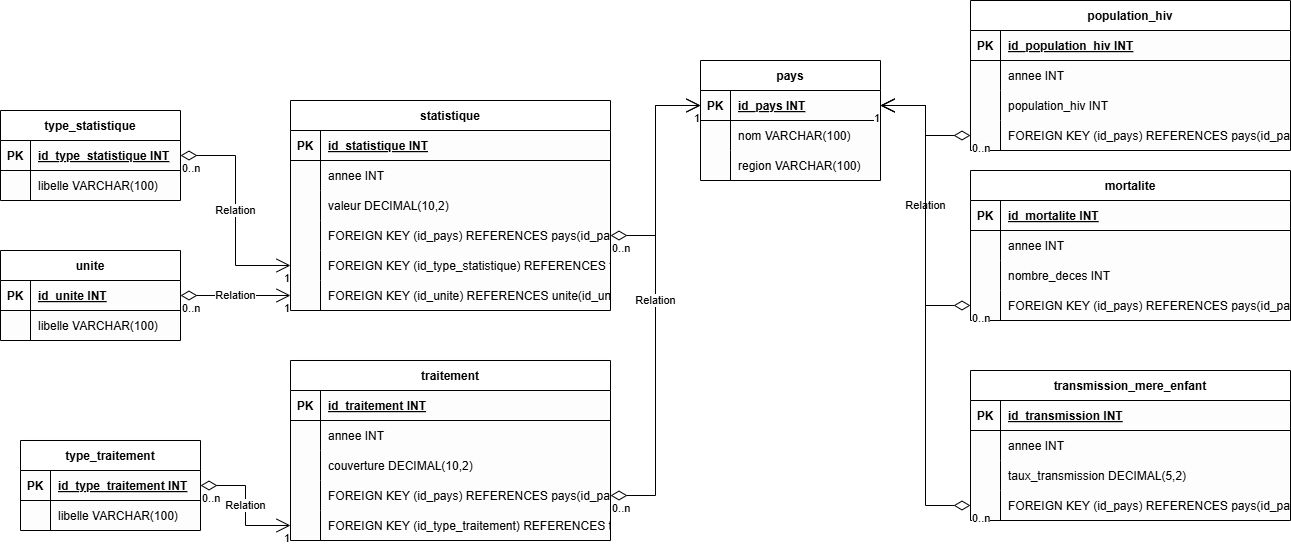 type_statistique
PK id_type_statistique INT
libelle VARCHAR(100)
0..n
Relation
1
unite
PK id_unite INT
libelle VARCHAR(100)
0..n
Relation
1
statistique
PK id_statistique INT
annee INT
valeur DECIMAL(10,2)
FOREIGN KEY (id_pays) REFERENCES pays(id_pa
FOREIGN KEY (id_type_statistique) REFERENCES
FOREIGN KEY (id_unite) REFERENCES unite(id_un
0..n
type_traitement
PK id_type_traitement INT
libelle VARCHAR(100)
0..n
Relation
1
traitement
PK id_traitement INT
annee INT
couverture DECIMAL(10,2)
FOREIGN KEY (id_pays) REFERENCES pays(id_pa
FOREIGN KEY (id_type_traitement) REFERENCES
0..n
Relation
1
pays
PK id_pays INT
nom VARCHAR(100)
region VARCHAR(100)
1
Relation
population_hiv
PK id_population_hiv INT
annee INT
population_hiv INT
FOREIGN KEY (id_pays) REFERENCES pays(id_pa
0..n
mortalite
PK id_mortalite INT
annee INT
nombre_deces INT
FOREIGN KEY (id_pays) REFERENCES pays(id_pa
0..n
transmission_mere_enfant
PK id_transmission INT
annee INT
taux_transmission DECIMAL(5,2)
FOREIGN KEY (id_pays) REFERENCES pays(id_pa
0..n